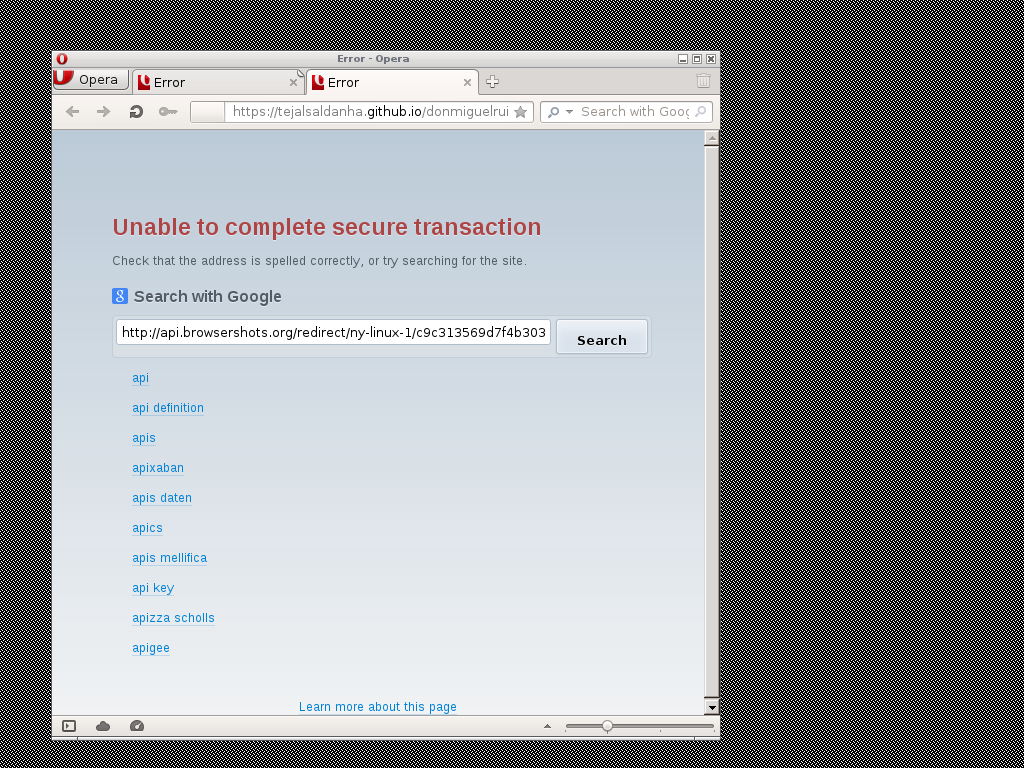 Error - Opera
Opera
Error
Error
https://tejalsaldanha.github.io/donmiguelrui
Search with Goog
Unable to complete secure transaction
Check that the address is spelled correctly, or try searching for the site.
Search with Google
http://api.browsershots.org/redirect/ny-linux-1/c9c313569d7f4b303
Search
api
api definition
apis
apixaban
apis daten
apics
apis mellifica
api key
apizza scholls
apigee
Learn more about this page